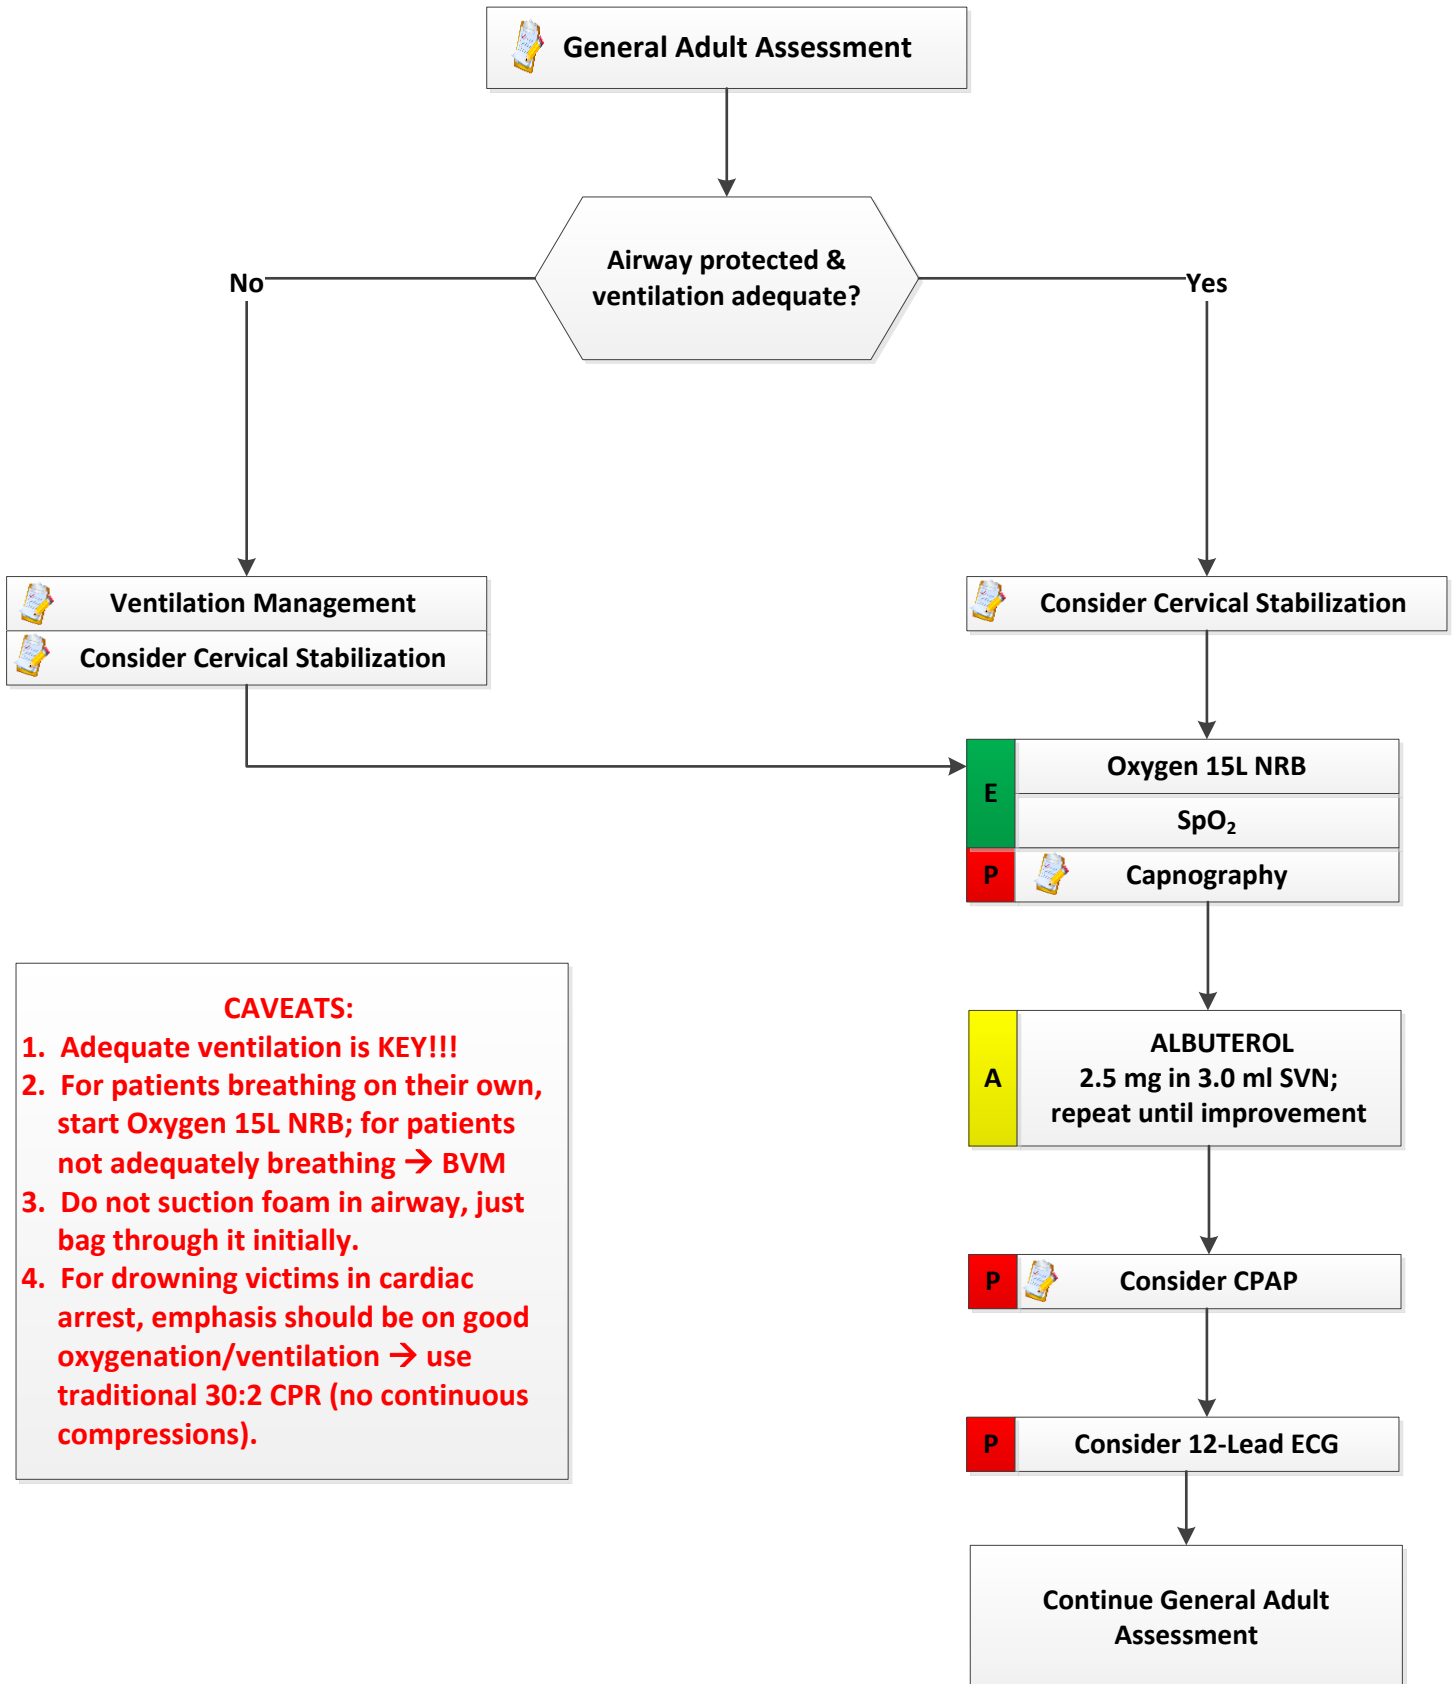 General Adult Assessment
Airway protected &
ventilation adequate?
No
Yes
Ventilation Management
Consider Cervical Stabilization
Consider Cervical Stabilization
E
Oxygen 15L NRB
SpO₂
P
Capnography
A
ALBUTEROL
2.5 mg in 3.0 ml SVN;
repeat until improvement
P
Consider CPAP
P
Consider 12-Lead ECG
Continue General Adult
Assessment
CAVEATS:
1. Adequate ventilation is KEY!!!
2. For patients breathing on their own,
start Oxygen 15L NRB; for patients
not adequately breathing → BVM
3. Do not suction foam in airway, just
bag through it initially.
4. For drowning victims in cardiac
arrest, emphasis should be on good
oxygenation/ventilation → use
traditional 30:2 CPR (no continuous
compressions).